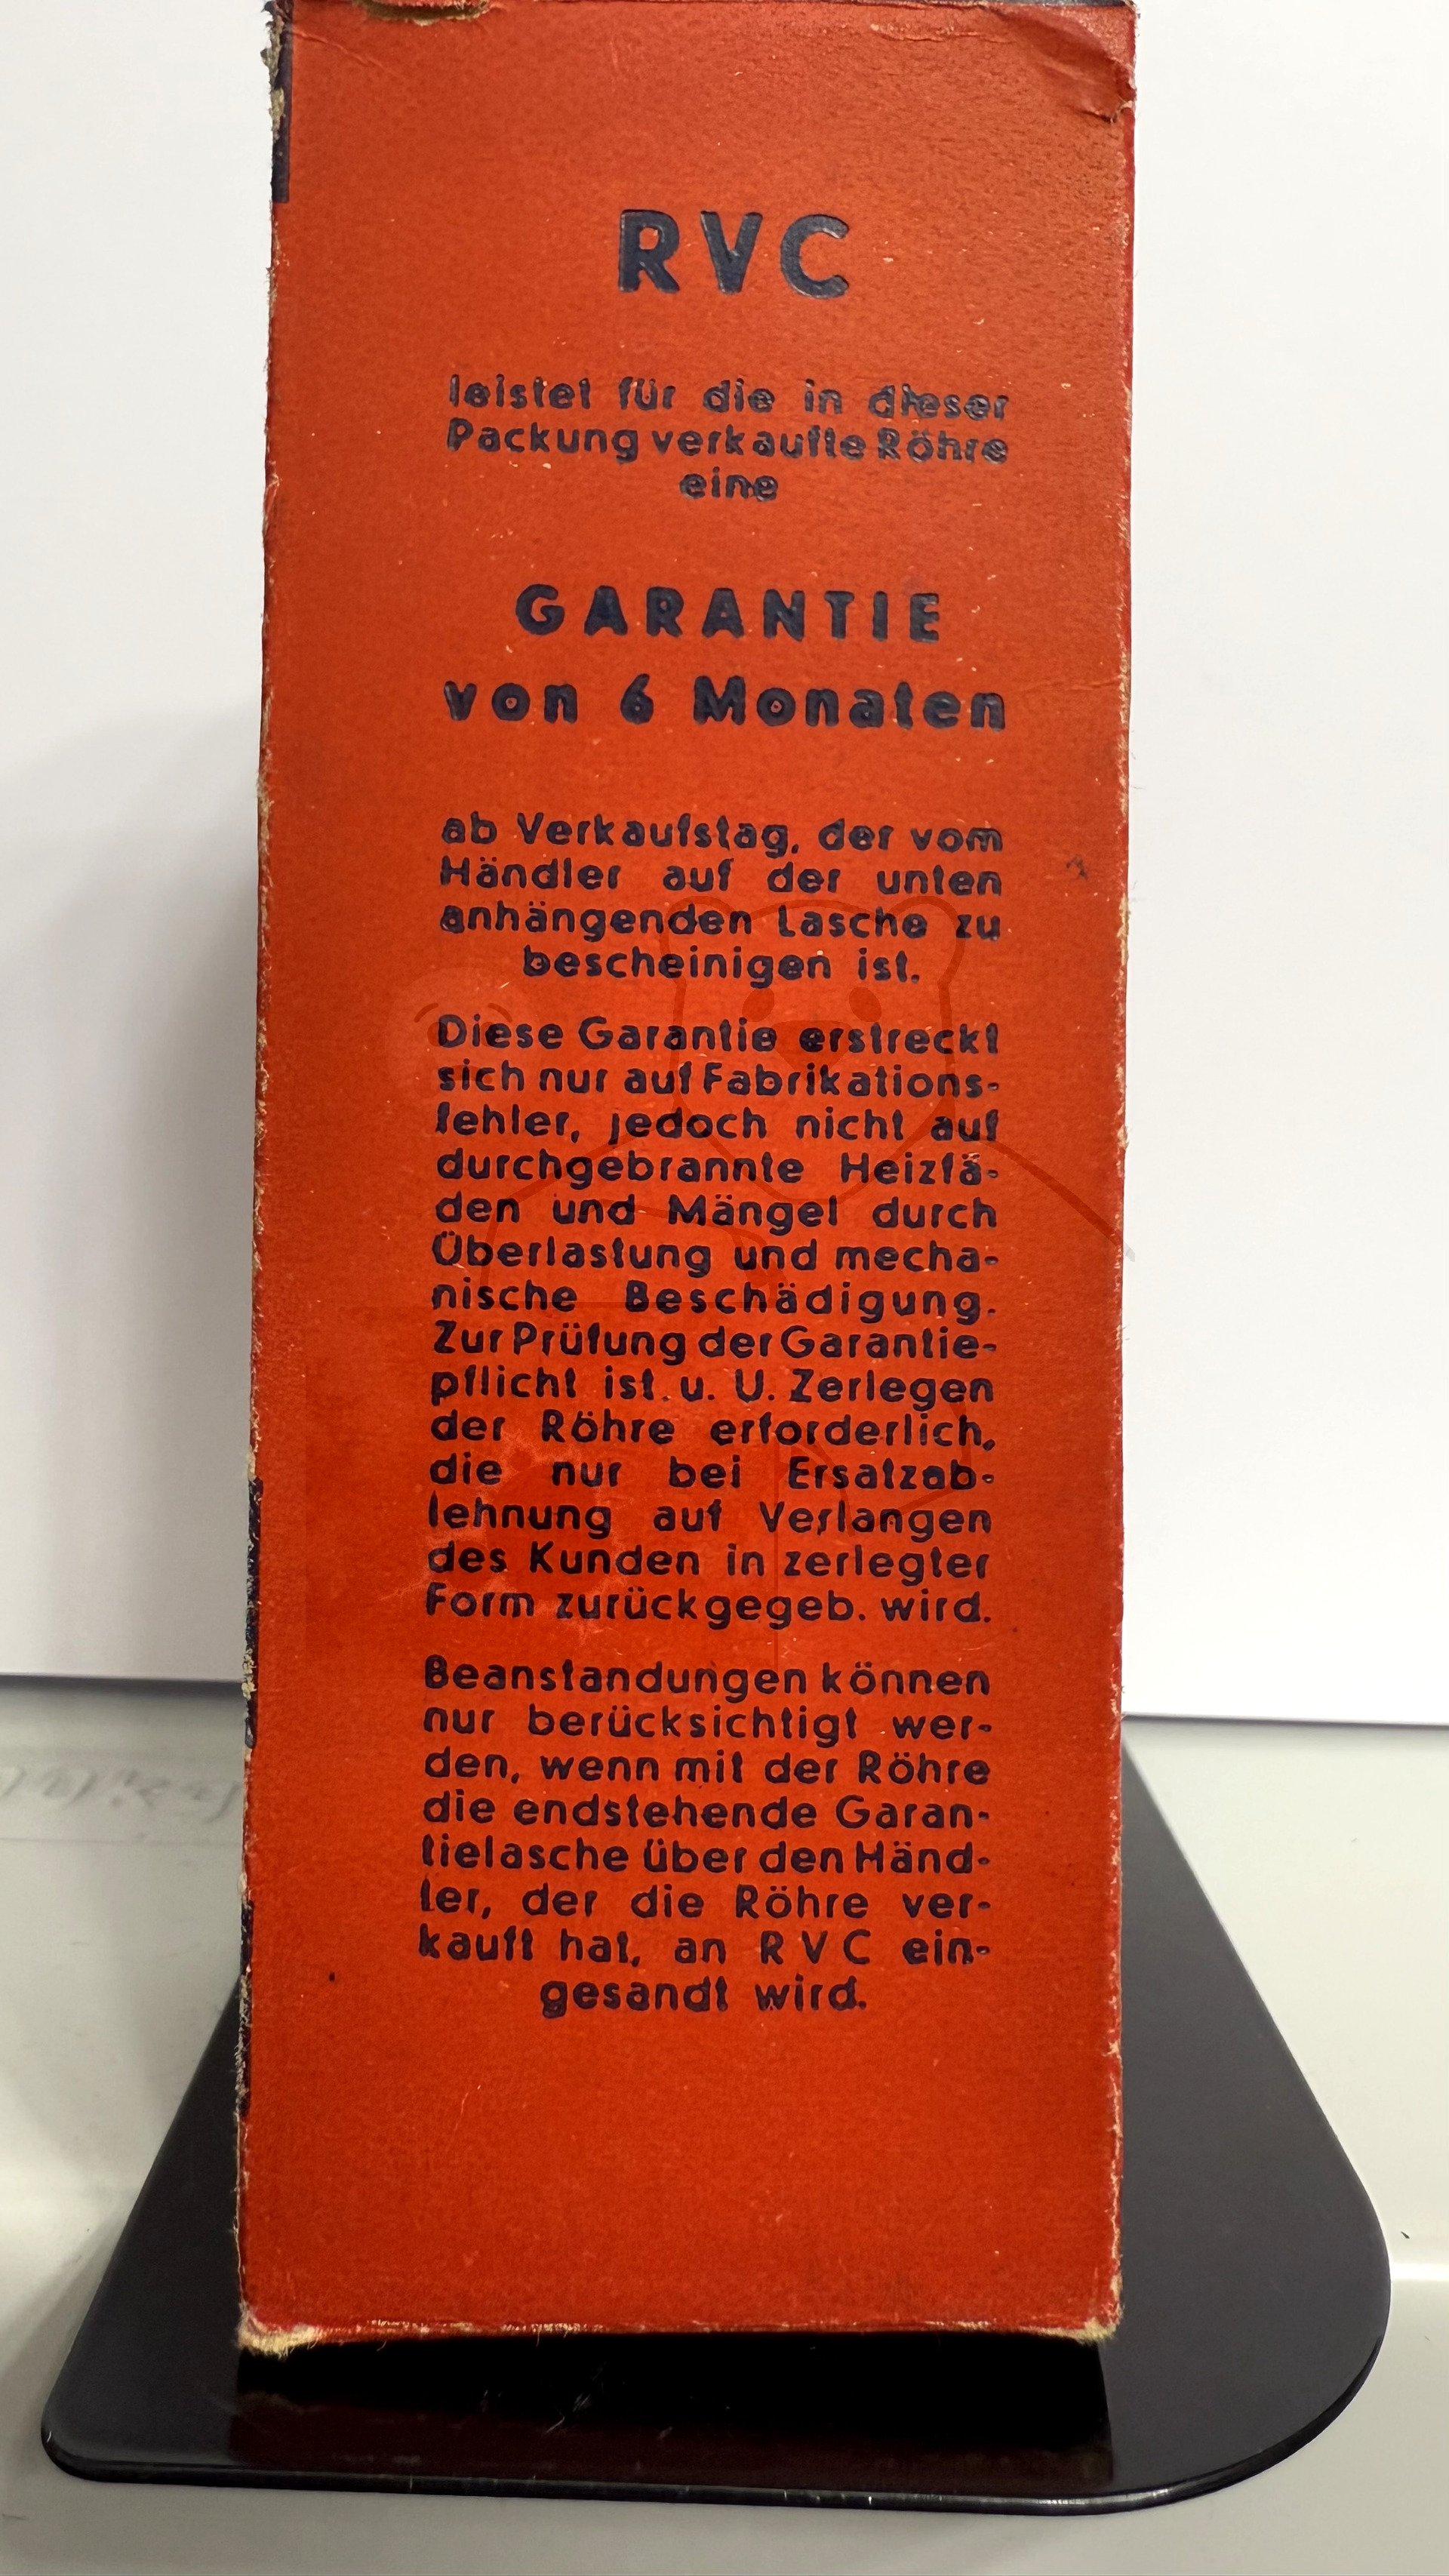 RVC
leistet für die in dieser
Packung verkaufte Röhre
eine
GARANTIE
von 6 Monaten
ab Verkaufstag, der vom
Händler auf der unten
anhängenden Lasche zu
bescheinigen ist.
Diese Garantie erstreckt
sich nur auf Fabrikations-
fehler, jedoch nicht auf
durchgebrannte Heizfä-
den und Mängel durch
Überlastung und mecha-
nische Beschädigung.
Zur Prüfung der Garantie-
pflicht ist u. U. Zerlegen
der Röhre erforderlich,
die nur bei Ersatzab-
lehnung auf Verlangen
des Kunden in zerlegter
Form zurückgegeb. wird.
Beanstandungen können
nur berücksichtigt wer-
den, wenn mit der Röhre
die endstehende Garan-
tielasche über den Händ-
ler, der die Röhre ver-
kauft hat, an RVC ein-
gesandt wird.